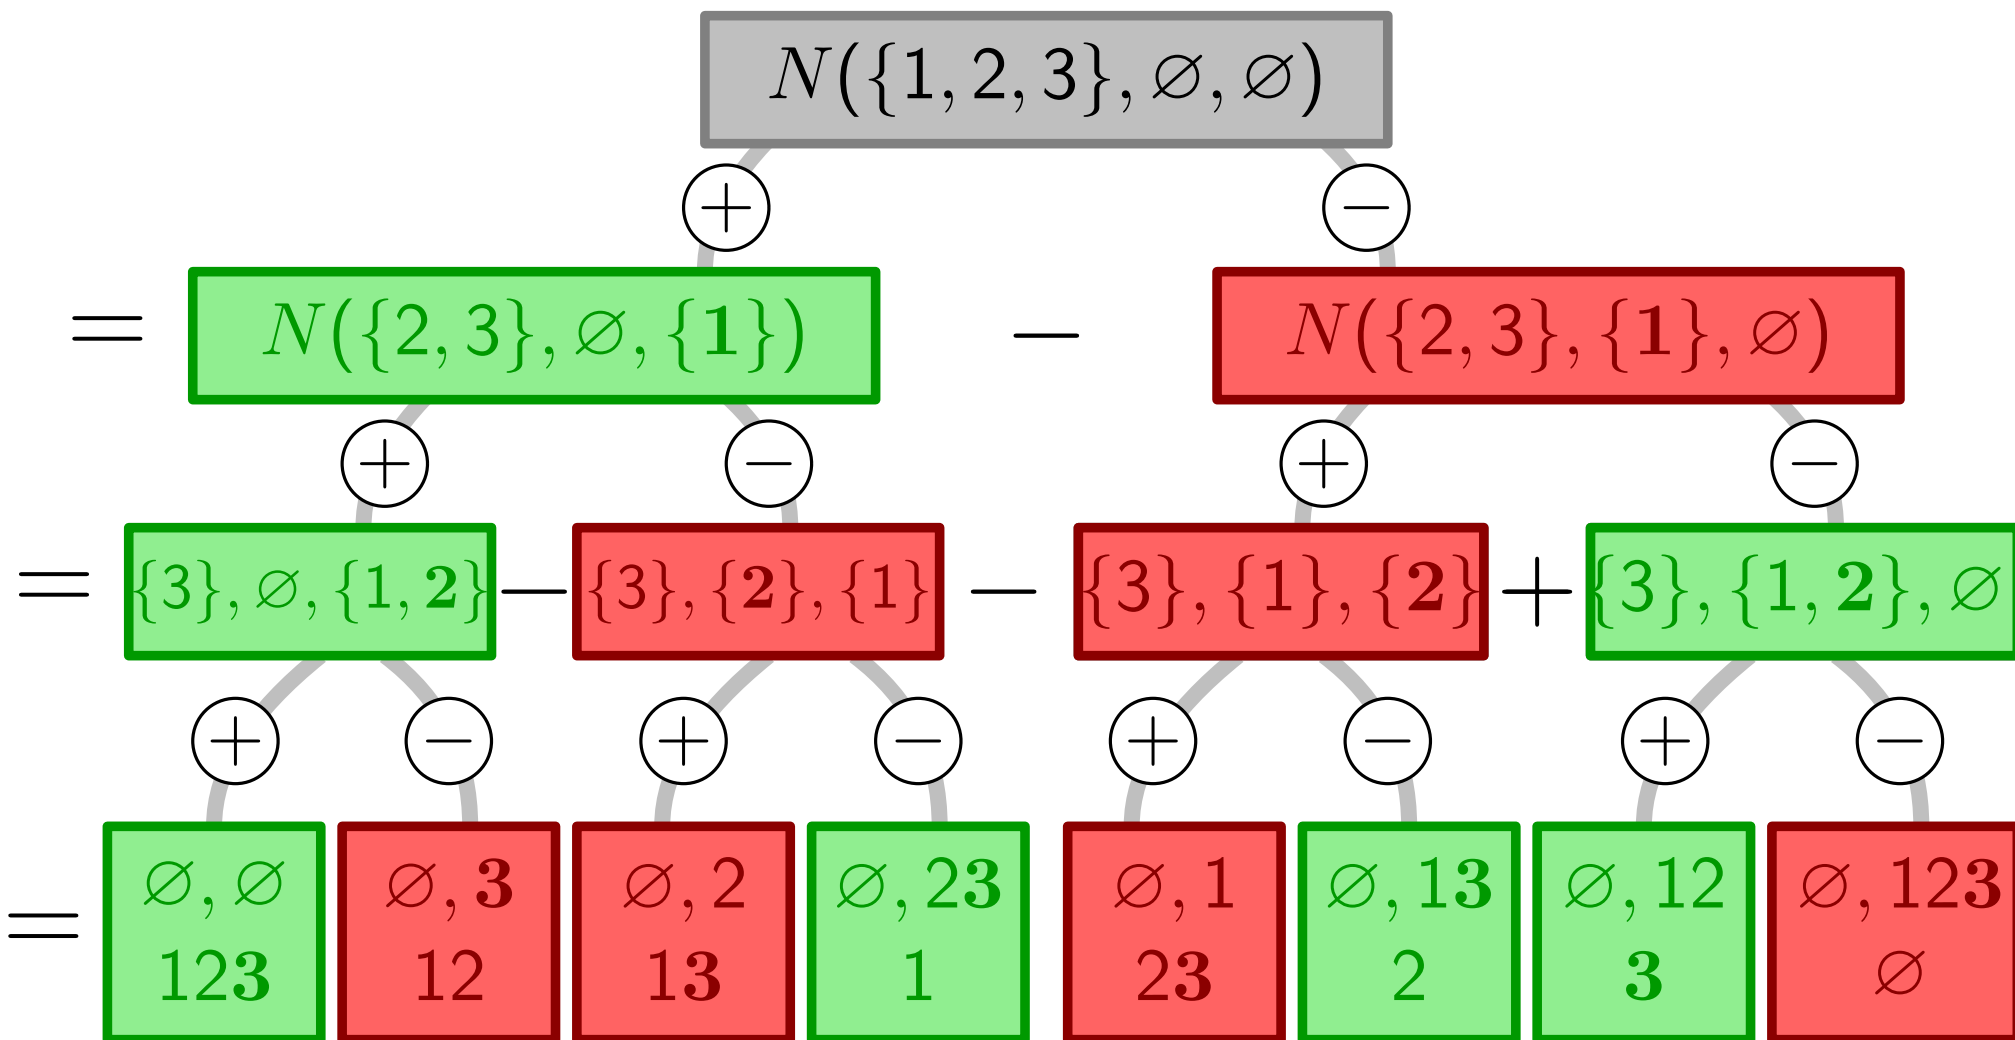 N({1, 2, 3}, ∅, ∅)
+ −
= N({2, 3}, ∅, {1}) − N({2, 3}, {1}, ∅)
+ − + −
= {3}, ∅, {1, 2} − {3}, {2}, {1} − {3}, {1}, {2} + {3}, {1, 2}, ∅
+ − + − + − + −
= ∅, ∅ ∅, 3 ∅, 2 ∅, 23 ∅, 1 ∅, 13 ∅, 12 ∅, 123
123 12 13 1 23 2 3 ∅